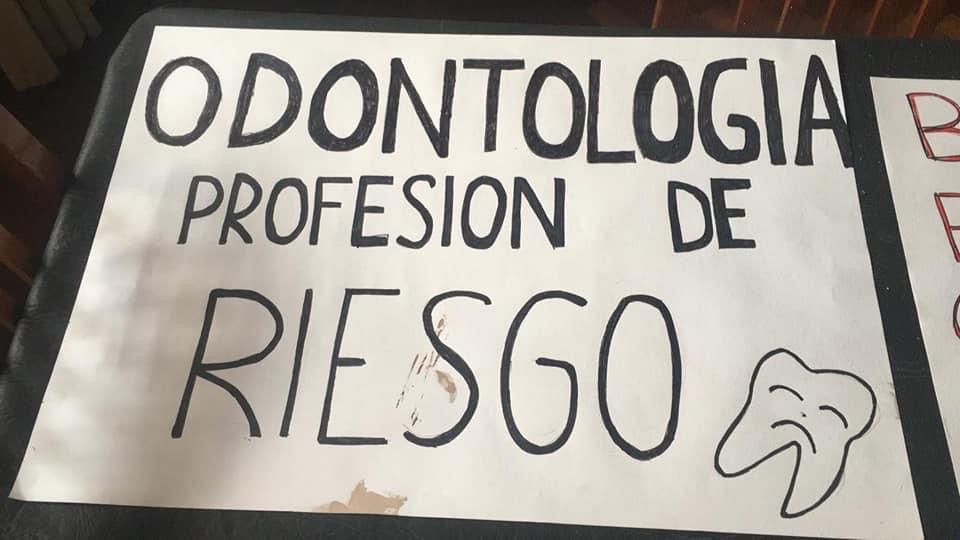 ODONTOLOGIA
PROFESION DE
RIESGO
B
E